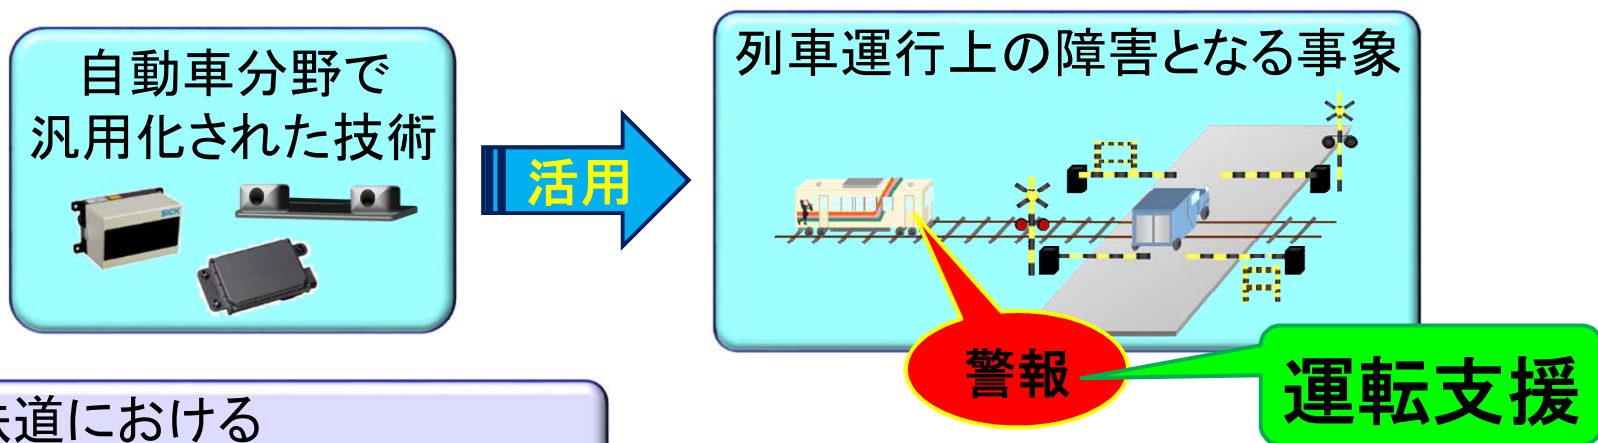 自動車分野で
汎用化された技術
SICK
活用
列車運行上の障害となる事象
警報
運転支援
鉄道における